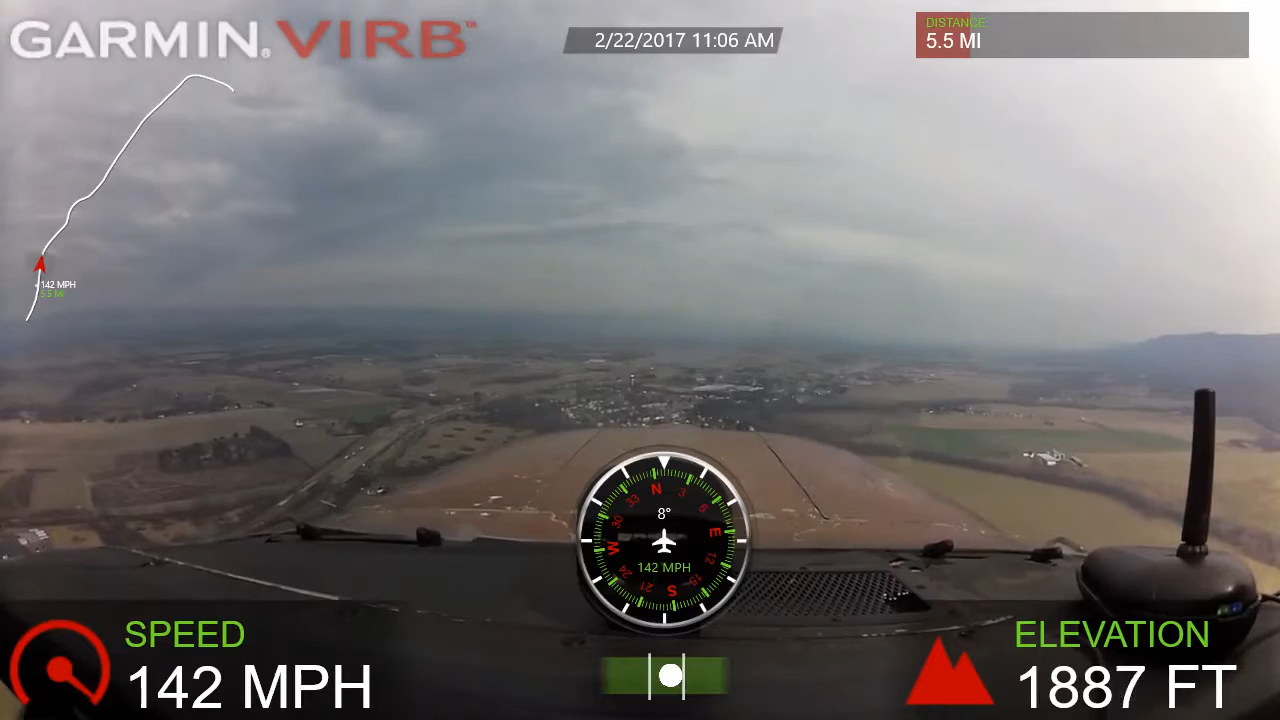 GARMIN® VIRB™
2/22/2017 11:06 AM
DISTANCE
5.5 MI
142 MPH
5.5 MI
N
3
6
E
12
15
S
21
24
W
30
33
8°
142 MPH
SPEED
142 MPH
ELEVATION
1887 FT